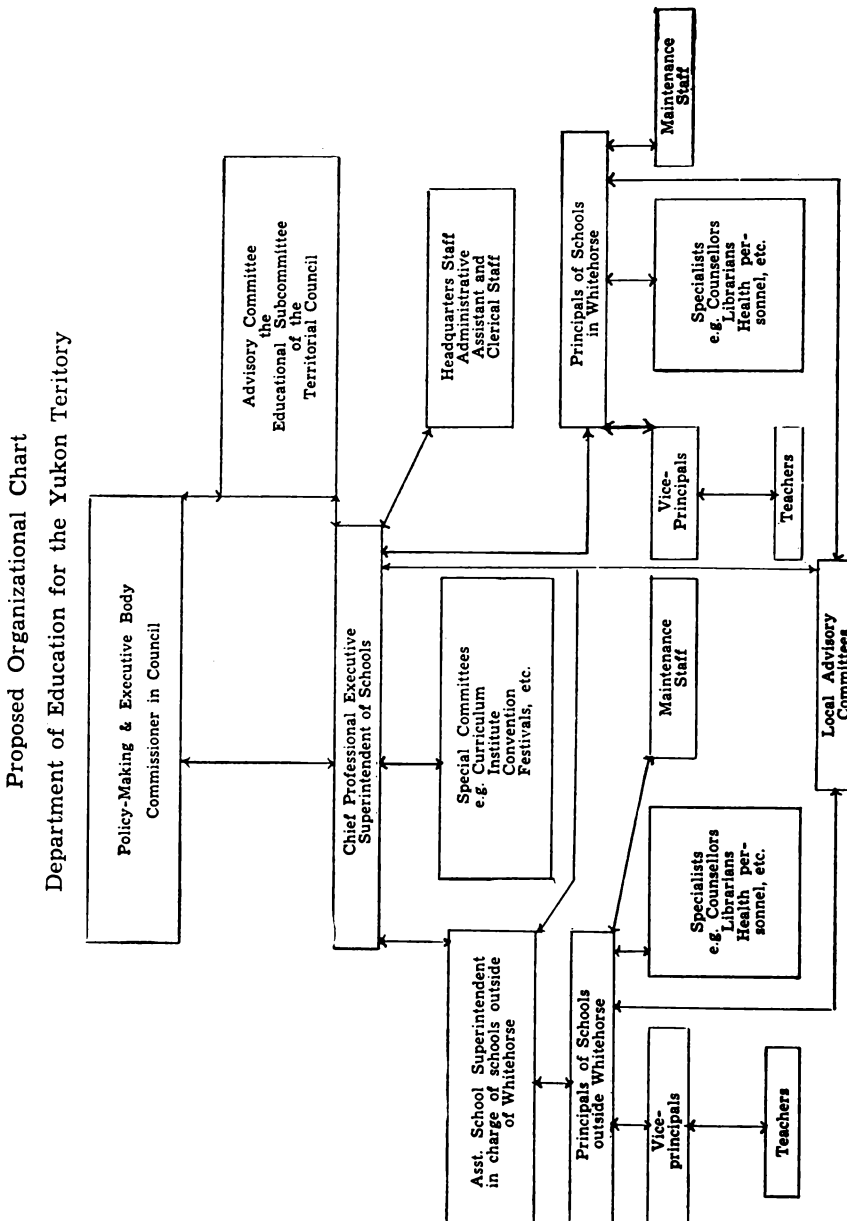 Proposed Organizational Chart
Department of Education for the Yukon Teritory
Policy-Making & Executive Body
Commissioner in Council
Advisory Committee
the
Educational Subcommittee
of the
Territorial Council
Chief Professional Executive
Superintendent of Schools
Headquarters Staff
Administrative
Assistant and
Clerical Staff
Special Committees
e.g. Curriculum
Institute
Convention
Festivals, etc.
Asst. School Superintendent
in charge of schools outside
of Whitehorse
Principals of Schools
outside Whitehorse
Principals of Schools
in Whitehorse
Vice-
principals
Specialists
e.g. Counsellors
Librarians
Health per-
sonnel, etc.
Maintenance
Staff
Vice-
Principals
Specialists
e.g. Counsellors
Librarians
Health per-
sonnel, etc.
Maintenance
Staff
Teachers
Teachers
Local Advisory
Committees